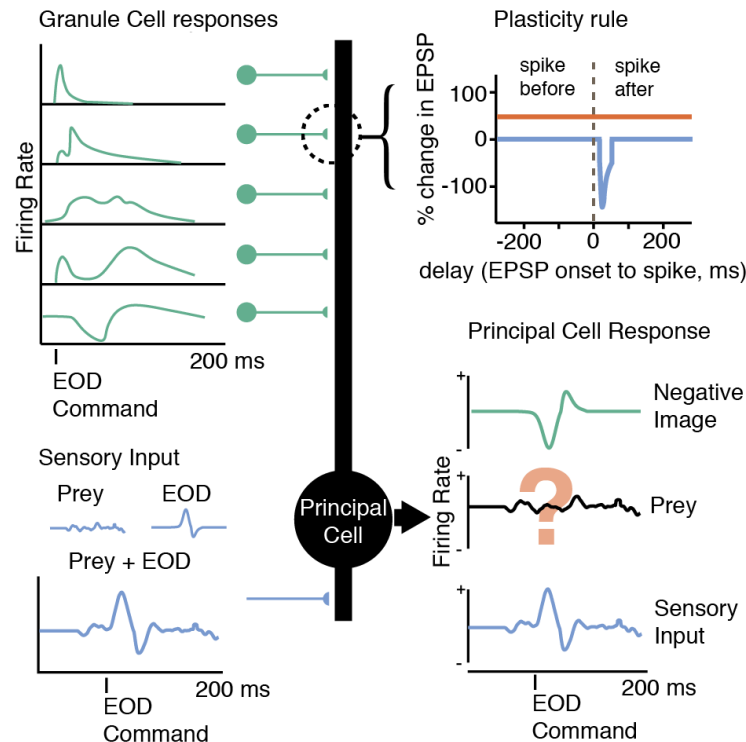 Granule Cell responses
Firing Rate
200 ms
EOD
Command
Plasticity rule
% change in EPSP
spike
before
spike
after
100
0
-100
-200
0
200
delay (EPSP onset to spike, ms)
Sensory Input
Prey
EOD
Prey + EOD
200 ms
EOD
Command
Principal
Cell
Principal Cell Response
Firing Rate
+
-
Negative
Image
+
-
?
Prey
+
-
Sensory
Input
200 ms
EOD
Command